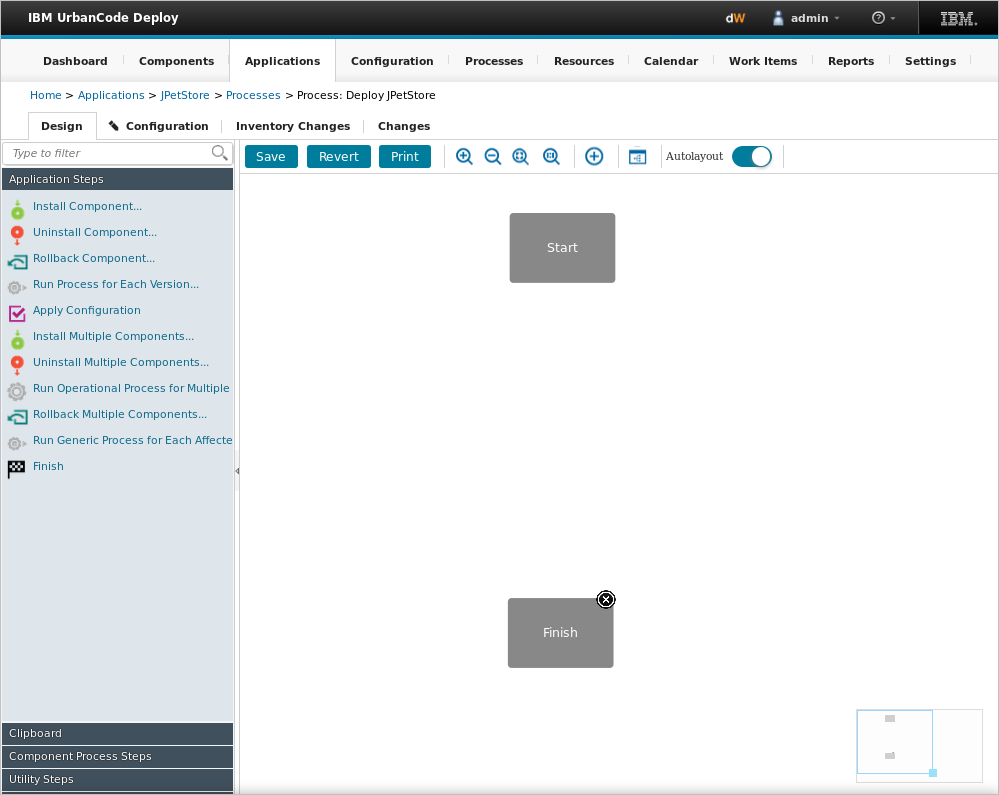 IBM UrbanCode Deploy
dW
admin
IBM.
Dashboard Components Applications Configuration Processes Resources Calendar Work Items Reports Settings
Home > Applications > JPetStore > Processes > Process: Deploy JPetStore
Design Configuration Inventory Changes Changes
Type to filter
Save Revert Print Autolayout
Application Steps
Install Component...
Uninstall Component...
Rollback Component...
Run Process for Each Version...
Apply Configuration
Install Multiple Components...
Uninstall Multiple Components...
Run Operational Process for Multiple
Rollback Multiple Components...
Run Generic Process for Each Affecte
Finish
Clipboard
Component Process Steps
Utility Steps
Start
Finish